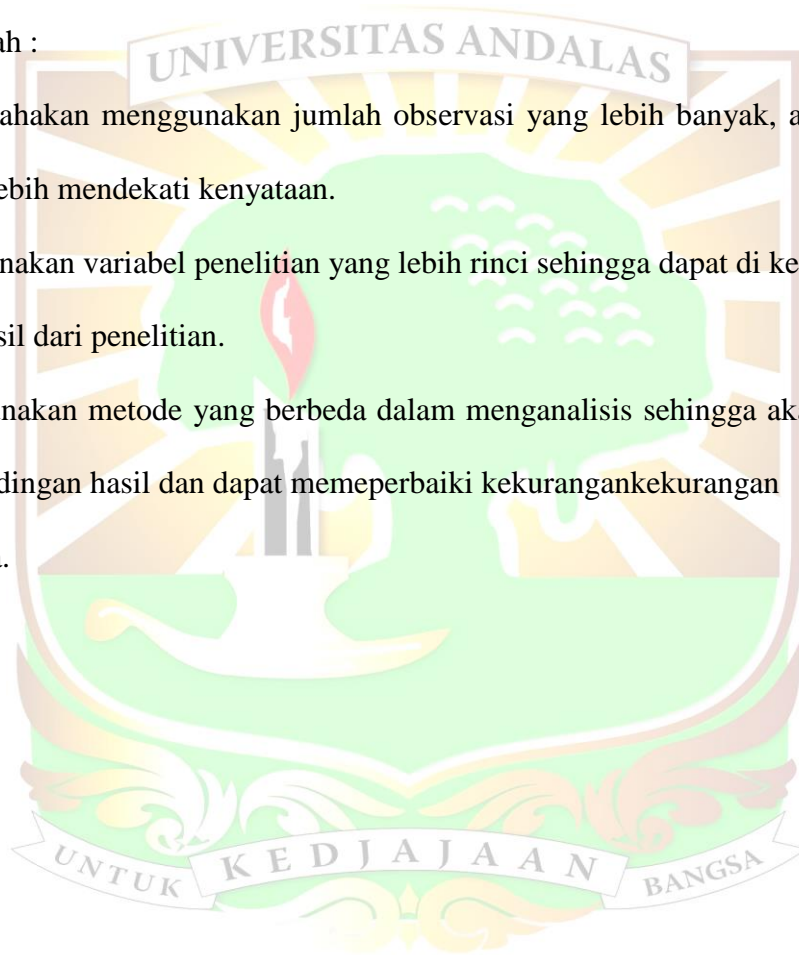 ah :
UNIVERSITAS ANDALAS
ahakan menggunakan jumlah observasi yang lebih banyak, a
ebih mendekati kenyataan.
nakan variabel penelitian yang lebih rinci sehingga dapat di ke
sil dari penelitian.
nakan metode yang berbeda dalam menganalisis sehingga aka
dingan hasil dan dapat memeperbaiki kekurangankekurangan
UNTUK KEDJAJAAN BANGSA